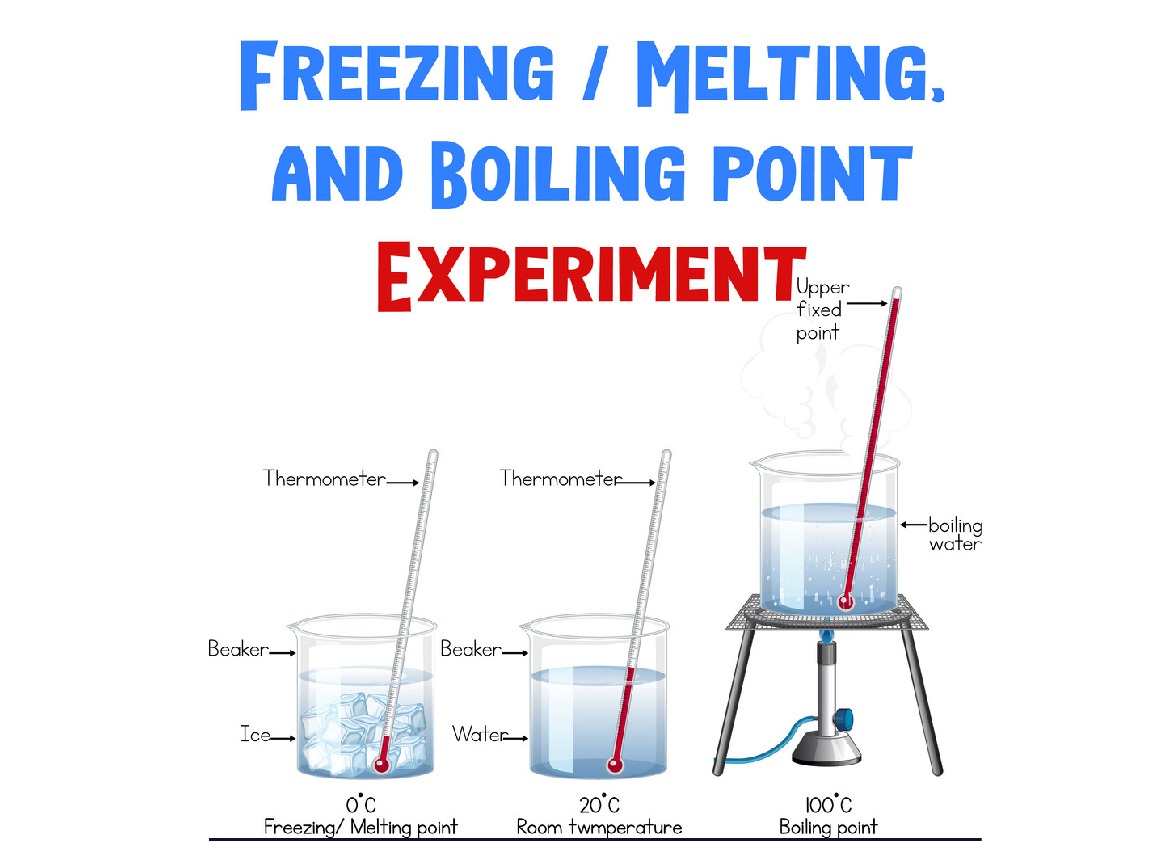 FREEZING / MELTING,
AND BOILING POINT
EXPERIMENT
Upper
fixed
point
Thermometer
Thermometer
boiling
water
Beaker
Beaker
Ice
Water
0°C
Freezing/ Melting point
20°C
Room twmperature
100°C
Boiling point